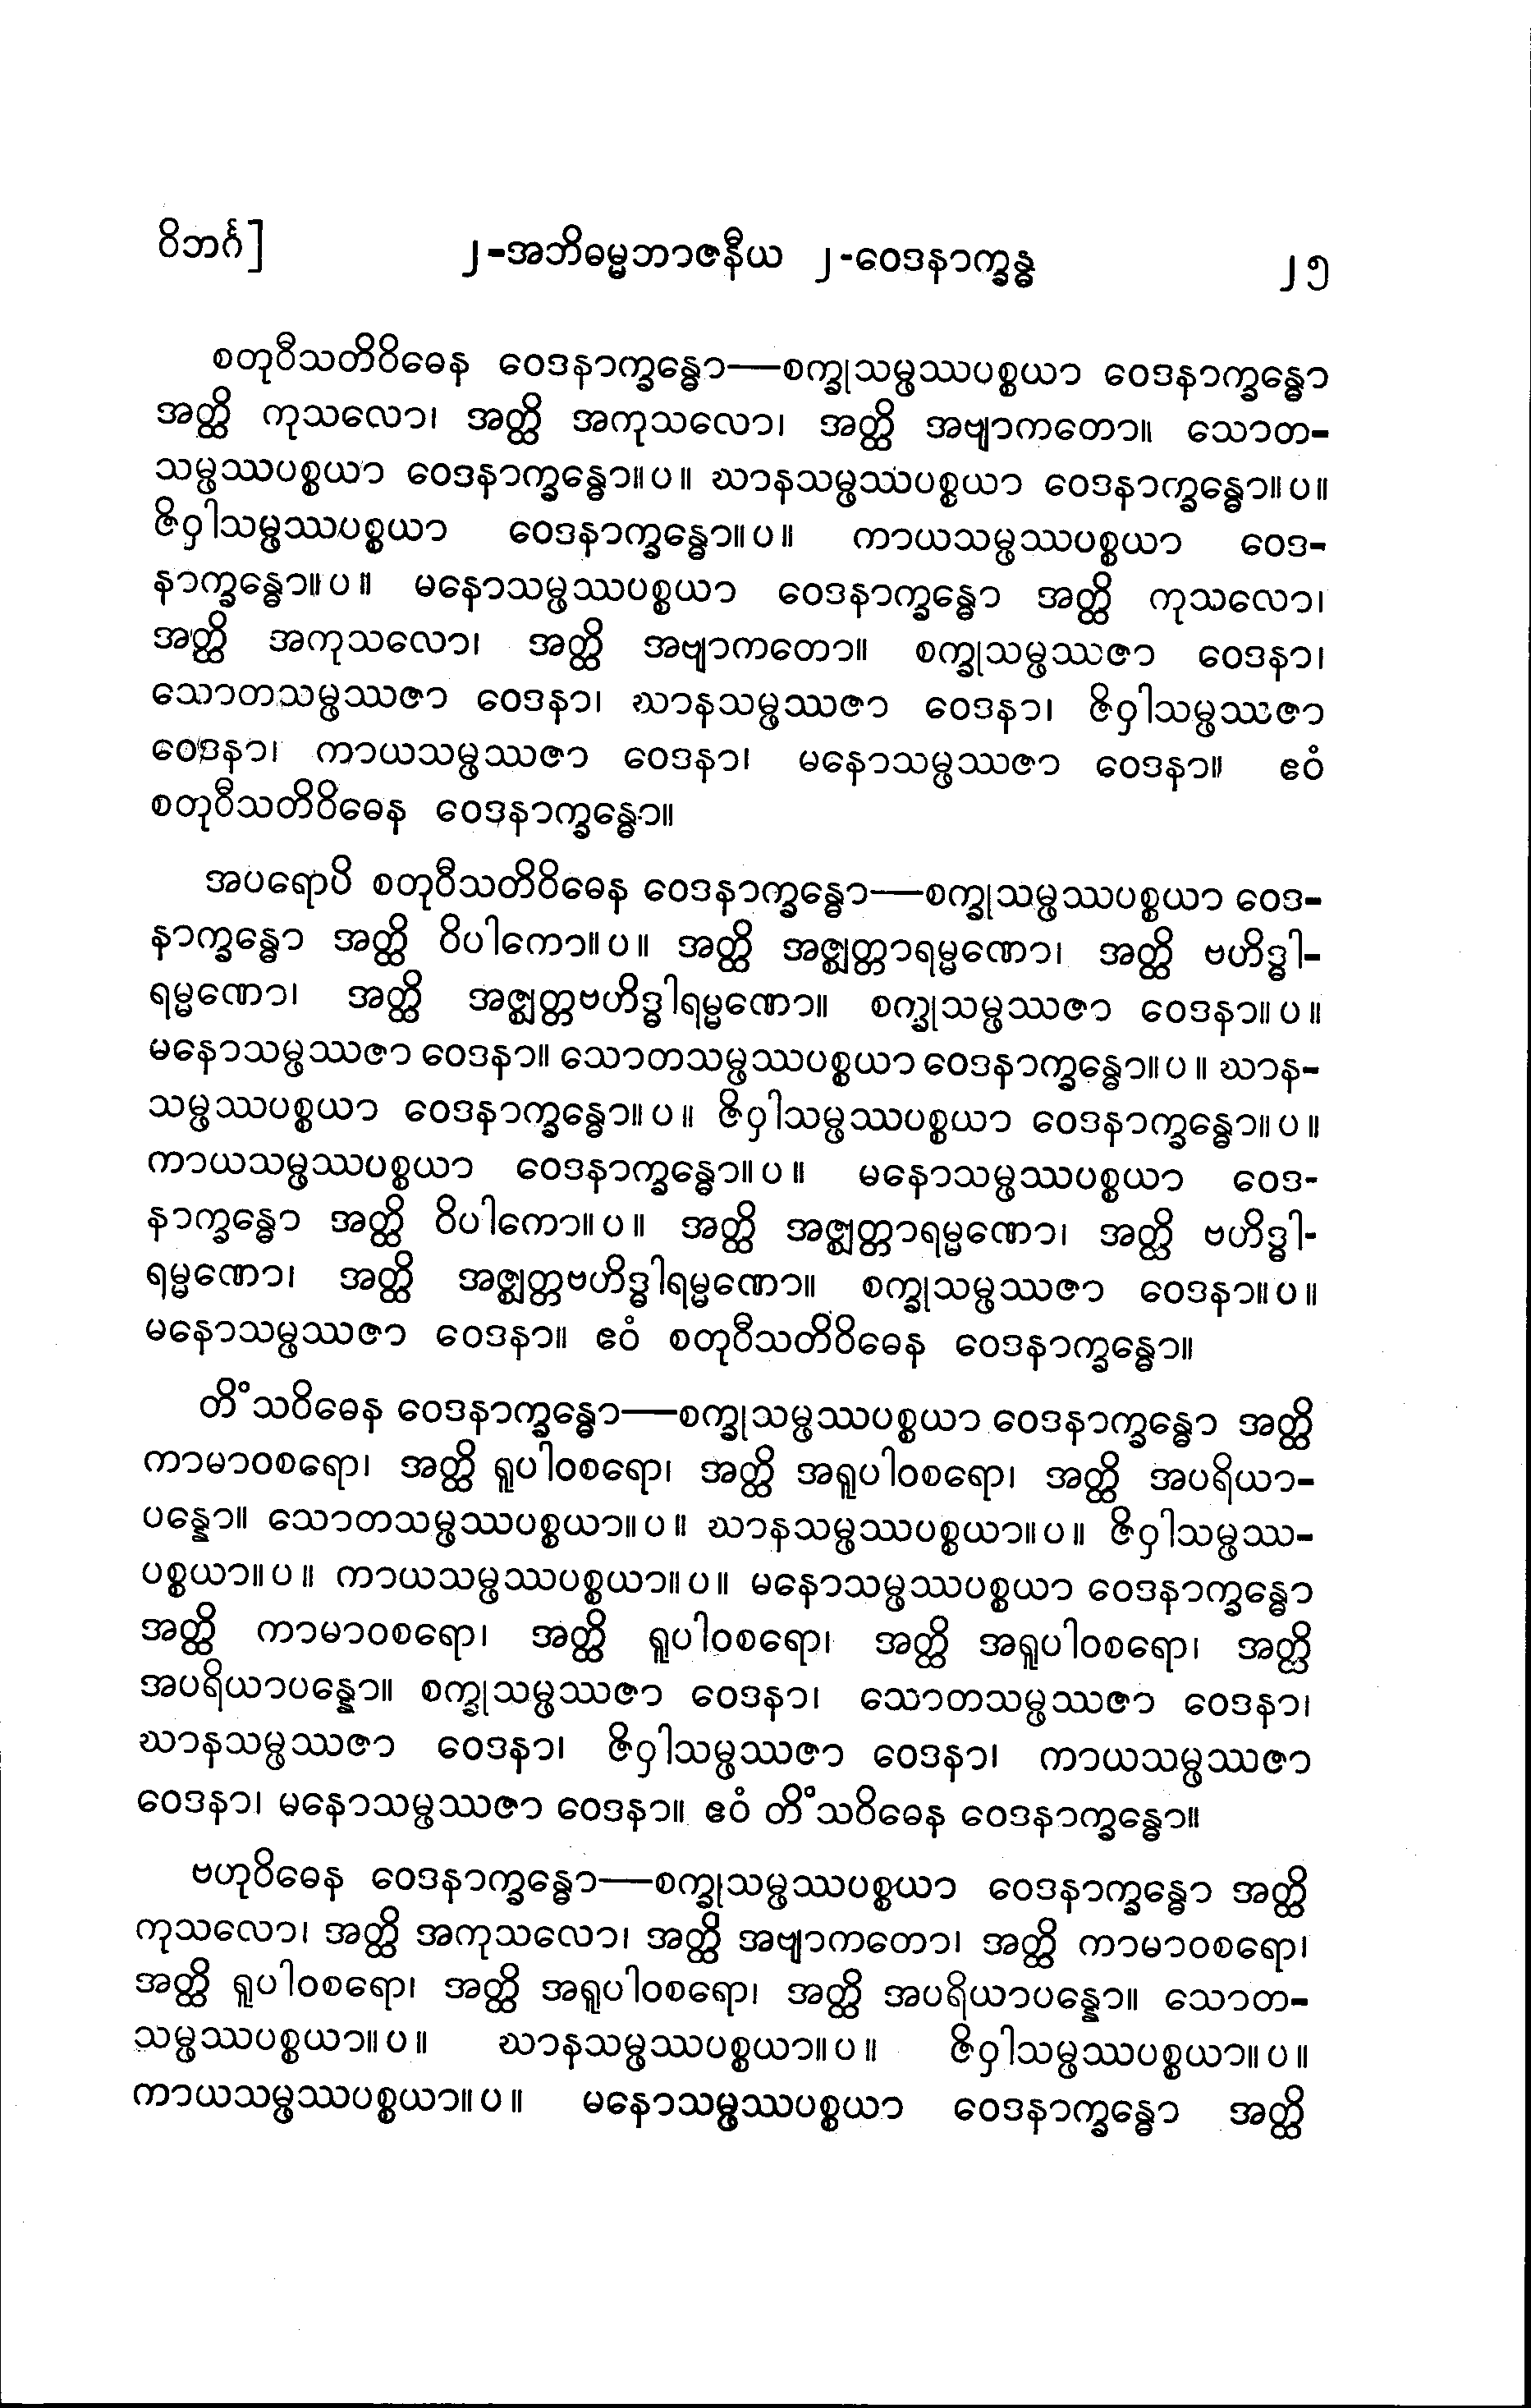 ဝိဘင်္ဂ]
၂-အဘိဓမ္မဘာဇနီယ ၂-ဝေဒနာက္ခန္ဓ
၂၅
စတုဝီသတိဝိဓေန ဝေဒနာက္ခန္ဓော—စက္ခုသမ္ဖဿပစ္စယာ ဝေဒနာက္ခန္ဓော
အတ္ထိ ကုသလော၊ အတ္ထိ အကုသလော၊ အတ္ထိ အဗျာကတော။ သောတ-
သမ္ဖဿပစ္စယာ ဝေဒနာက္ခန္ဓော။ပ။ ဃာနသမ္ဖဿပစ္စယာ ဝေဒနာက္ခန္ဓော။ပ။
ဇိဝှါသမ္ဖဿပစ္စယာ ဝေဒနာက္ခန္ဓော။ပ။ ကာယသမ္ဖဿပစ္စယာ ဝေဒ-
နာက္ခန္ဓော။ပ။ မနောသမ္ဖဿပစ္စယာ ဝေဒနာက္ခန္ဓော အတ္ထိ ကုသလော၊
အတ္ထိ အကုသလော၊ အတ္ထိ အဗျာကတော။ စက္ခုသမ္ဖဿဇာ ဝေဒနာ၊
သောတသမ္ဖဿဇာ ဝေဒနာ၊ ဃာနသမ္ဖဿဇာ ဝေဒနာ၊ ဇိဝှါသမ္ဖဿဇာ
ဝေဒနာ၊ ကာယသမ္ဖဿဇာ ဝေဒနာ၊ မနောသမ္ဖဿဇာ ဝေဒနာ။ ဧဝံ
စတုဝီသတိဝိဓေန ဝေဒနာက္ခန္ဓော။
အပရောပိ စတုဝီသတိဝိဓေန ဝေဒနာက္ခန္ဓော—စက္ခုသမ္ဖဿပစ္စယာ ဝေဒ-
နာက္ခန္ဓော အတ္ထိ ဝိပါကော။ပ။ အတ္ထိ အဇ္ဈတ္တာရမ္မဏော၊ အတ္ထိ ဗဟိဒ္ဓါ-
ရမ္မဏော၊ အတ္ထိ အဇ္ဈတ္တဗဟိဒ္ဓါရမ္မဏော။ စက္ခုသမ္ဖဿဇာ ဝေဒနာ။ပ။
မနောသမ္ဖဿဇာ ဝေဒနာ။ သောတသမ္ဖဿပစ္စယာ ဝေဒနာက္ခန္ဓော။ပ။ ဃာန-
သမ္ဖဿပစ္စယာ ဝေဒနာက္ခန္ဓော။ပ။ ဇိဝှါသမ္ဖဿပစ္စယာ ဝေဒနာက္ခန္ဓော။ပ။
ကာယသမ္ဖဿပစ္စယာ ဝေဒနာက္ခန္ဓော။ပ။ မနောသမ္ဖဿပစ္စယာ ဝေဒ-
နာက္ခန္ဓော အတ္ထိ ဝိပါကော။ပ။ အတ္ထိ အဇ္ဈတ္တာရမ္မဏော၊ အတ္ထိ ဗဟိဒ္ဓါ-
ရမ္မဏော၊ အတ္ထိ အဇ္ဈတ္တဗဟိဒ္ဓါရမ္မဏော။ စက္ခုသမ္ဖဿဇာ ဝေဒနာ။ပ။
မနောသမ္ဖဿဇာ ဝေဒနာ။ ဧဝံ စတုဝီသတိဝိဓေန ဝေဒနာက္ခန္ဓော။
တိံသဝိဓေန ဝေဒနာက္ခန္ဓော—စက္ခုသမ္ဖဿပစ္စယာ ဝေဒနာက္ခန္ဓော အတ္ထိ
ကာမာဝစရော၊ အတ္ထိ ရူပါဝစရော၊ အတ္ထိ အရူပါဝစရော၊ အတ္ထိ အပရိယာ-
ပန္နော။ သောတသမ္ဖဿပစ္စယာ။ပ။ ဃာနသမ္ဖဿပစ္စယာ။ပ။ ဇိဝှါသမ္ဖဿ-
ပစ္စယာ။ပ။ ကာယသမ္ဖဿပစ္စယာ။ပ။ မနောသမ္ဖဿပစ္စယာ ဝေဒနာက္ခန္ဓော
အတ္ထိ ကာမာဝစရော၊ အတ္ထိ ရူပါဝစရော၊ အတ္ထိ အရူပါဝစရော၊ အတ္ထိ
အပရိယာပန္နော။ စက္ခုသမ္ဖဿဇာ ဝေဒနာ၊ သောတသမ္ဖဿဇာ ဝေဒနာ၊
ဃာနသမ္ဖဿဇာ ဝေဒနာ၊ ဇိဝှါသမ္ဖဿဇာ ဝေဒနာ၊ ကာယသမ္ဖဿဇာ
ဝေဒနာ၊ မနောသမ္ဖဿဇာ ဝေဒနာ။ ဧဝံ တိံသဝိဓေန ဝေဒနာက္ခန္ဓော။
ဗဟုဝိဓေန ဝေဒနာက္ခန္ဓော—စက္ခုသမ္ဖဿပစ္စယာ ဝေဒနာက္ခန္ဓော အတ္ထိ
ကုသလော၊ အတ္ထိ အကုသလော၊ အတ္ထိ အဗျာကတော၊ အတ္ထိ ကာမာဝစရော၊
အတ္ထိ ရူပါဝစရော၊ အတ္ထိ အရူပါဝစရော၊ အတ္ထိ အပရိယာပန္နော။ သောတ-
သမ္ဖဿပစ္စယာ။ပ။ ဃာနသမ္ဖဿပစ္စယာ။ပ။ ဇိဝှါသမ္ဖဿပစ္စယာ။ပ။
ကာယသမ္ဖဿပစ္စယာ။ပ။ မနောသမ္ဖဿပစ္စယာ ဝေဒနာက္ခန္ဓော အတ္ထိ